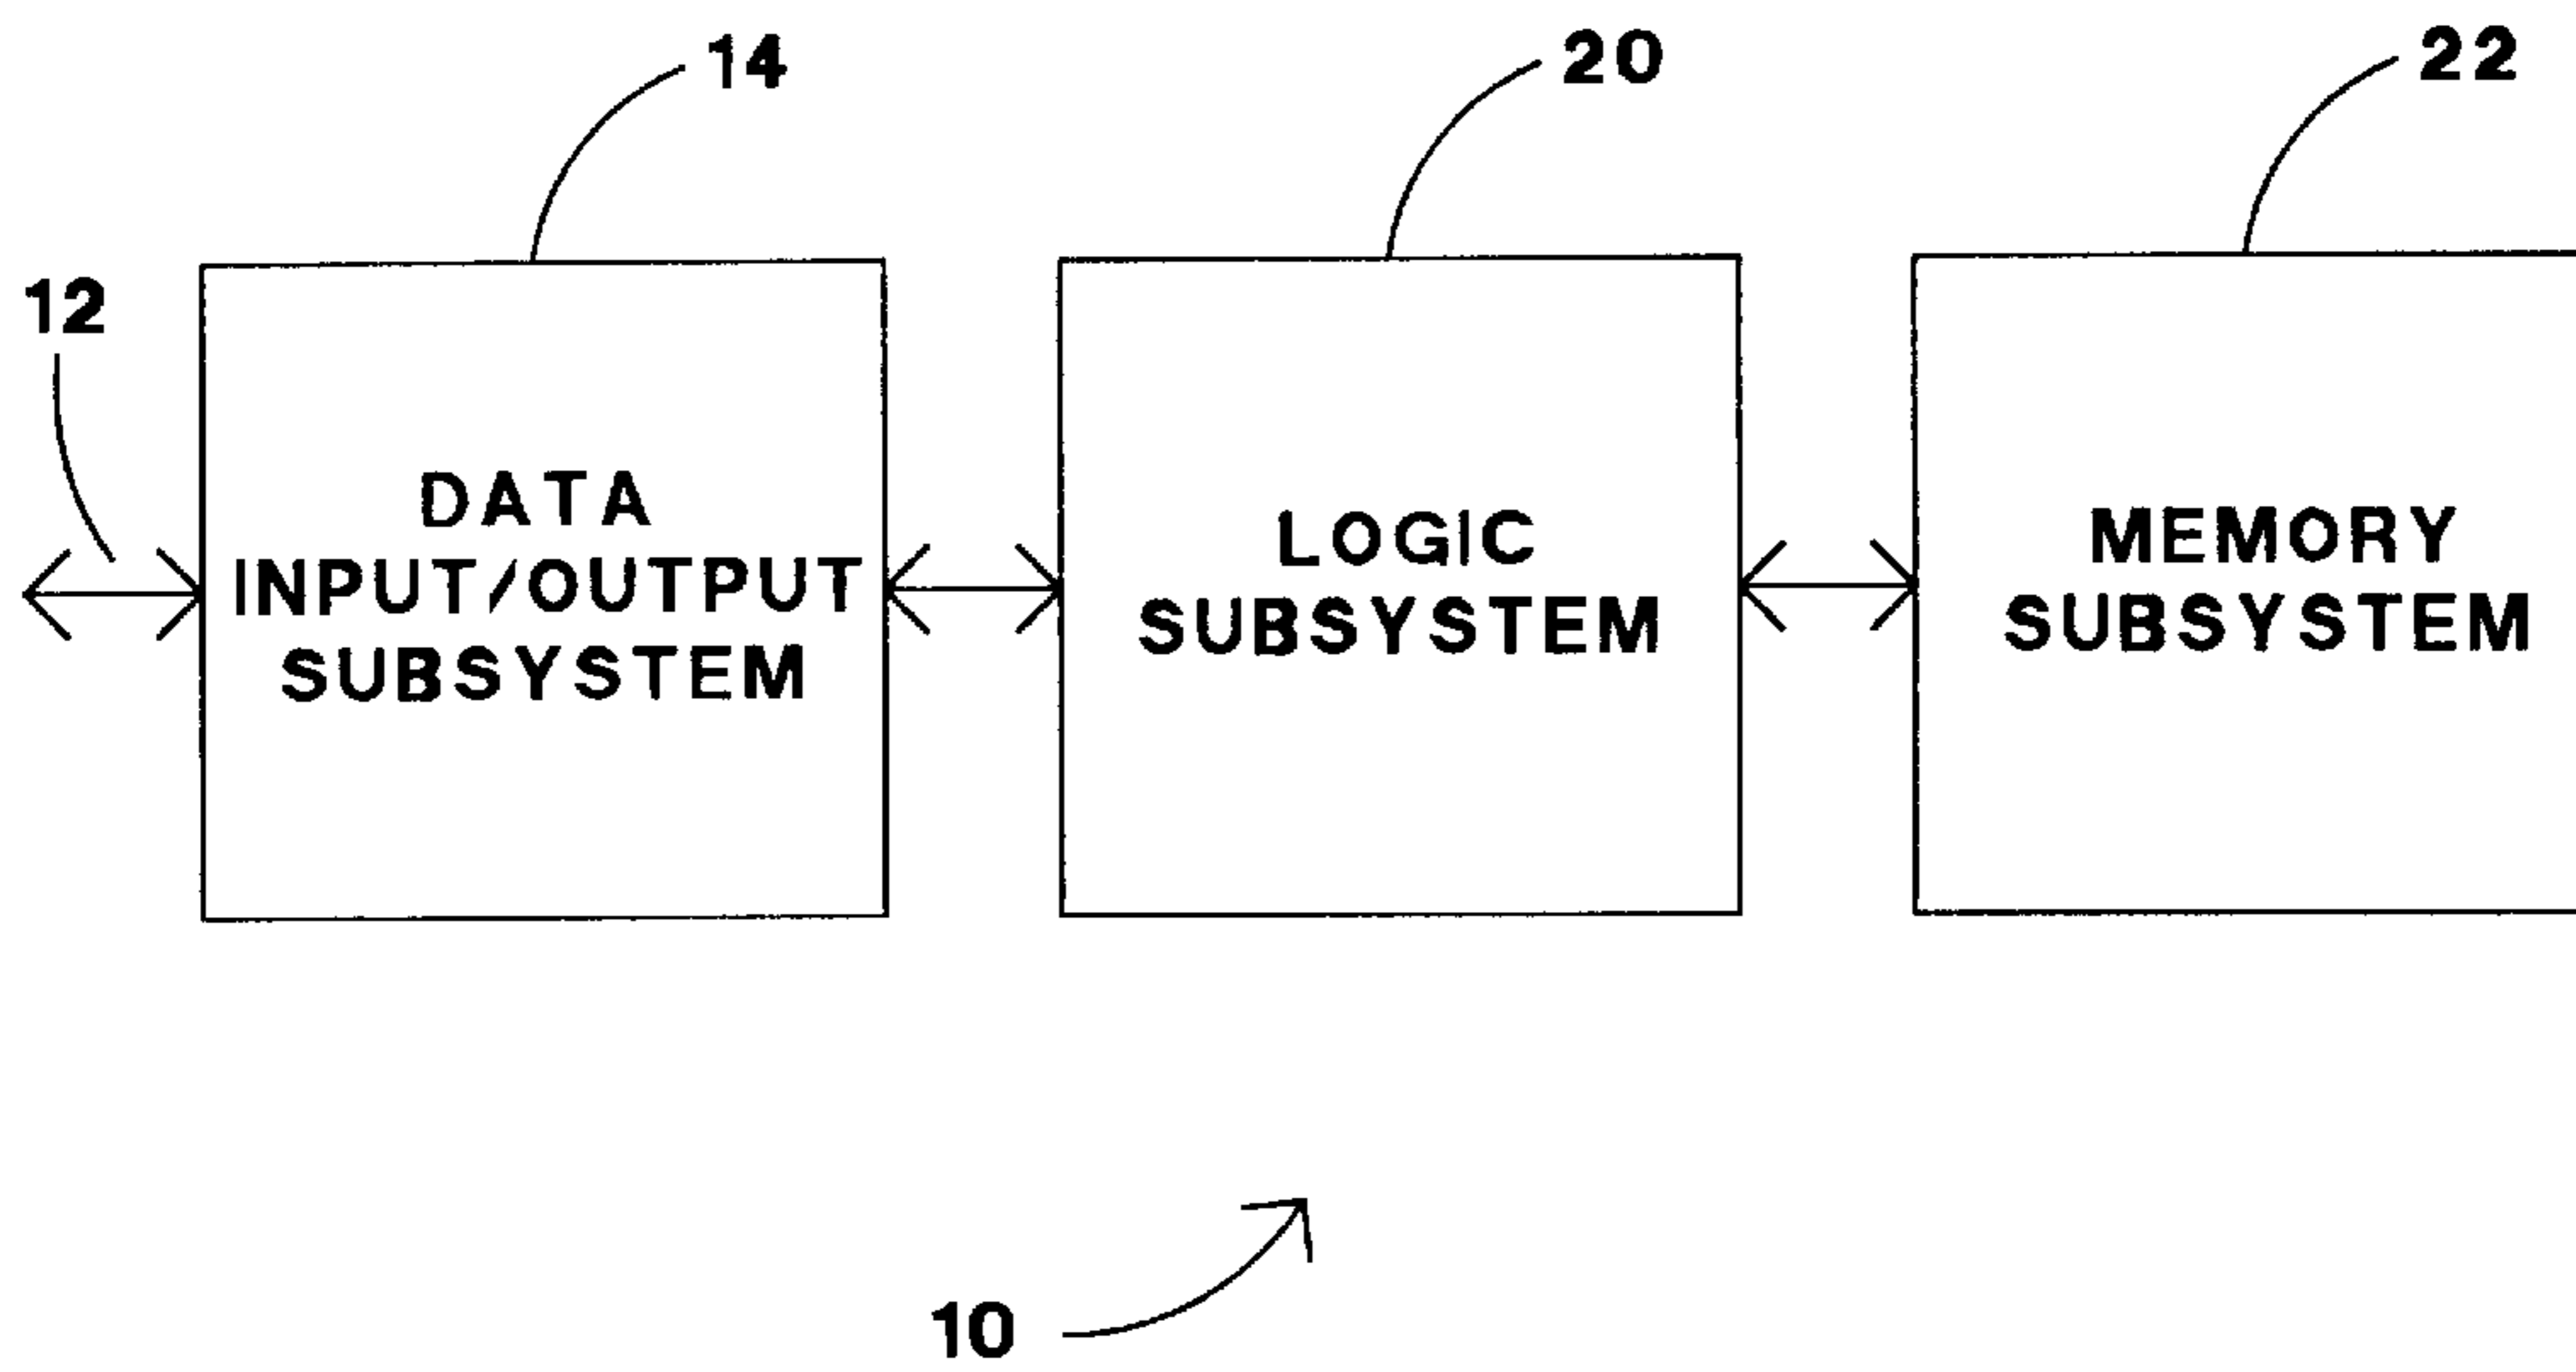 14
20
22
12
DATA
INPUT/OUTPUT
SUBSYSTEM
LOGIC
SUBSYSTEM
MEMORY
SUBSYSTEM
10